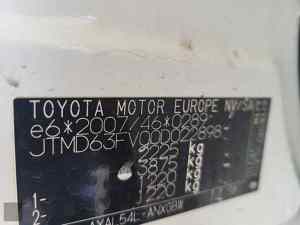 TOYOTA MOTOR EUROPE NV/SA
e6*2007/46*0289*
JTMD63FV00D022898
2225 kg
3875 kg
1220 kg
1220 kg
1-
2-
AXAL54L-ANXGBW